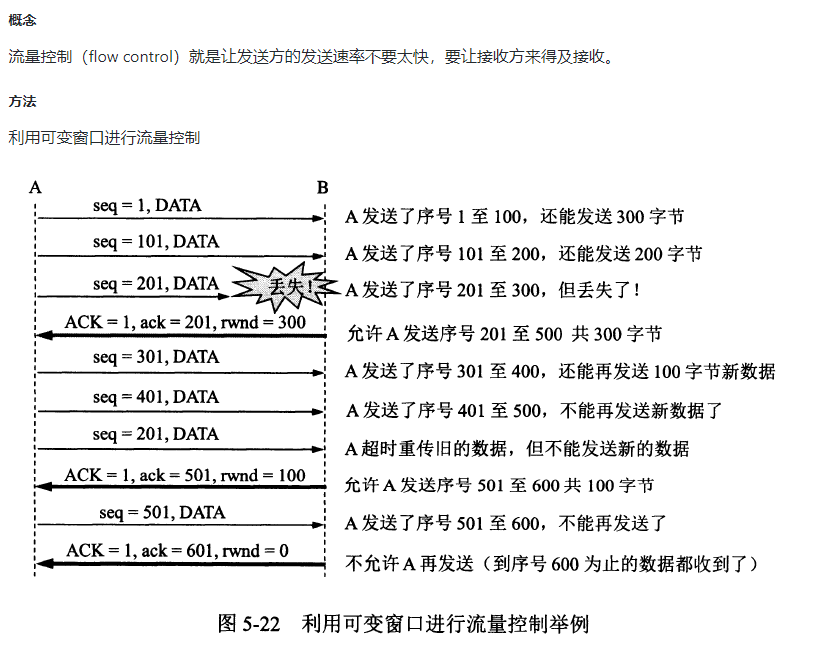 概念
流量控制（flow control）就是让发送方的发送速率不要太快，要让接收方来得及接收。
方法
利用可变窗口进行流量控制
A B
seq = 1, DATA
A 发送了序号 1 至 100，还能发送 300 字节
seq = 101, DATA
A 发送了序号 101 至 200，还能发送 200 字节
seq = 201, DATA
丢失！
A 发送了序号 201 至 300，但丢失了！
ACK = 1, ack = 201, rwnd = 300
允许 A 发送序号 201 至 500 共 300 字节
seq = 301, DATA
A 发送了序号 301 至 400，还能再发送 100 字节新数据
seq = 401, DATA
A 发送了序号 401 至 500，不能再发送新数据了
seq = 201, DATA
A 超时重传旧的数据，但不能发送新的数据
ACK = 1, ack = 501, rwnd = 100
允许 A 发送序号 501 至 600 共 100 字节
seq = 501, DATA
A 发送了序号 501 至 600，不能再发送了
ACK = 1, ack = 601, rwnd = 0
不允许 A 再发送（到序号 600 为止的数据都收到了）
图 5-22 利用可变窗口进行流量控制举例